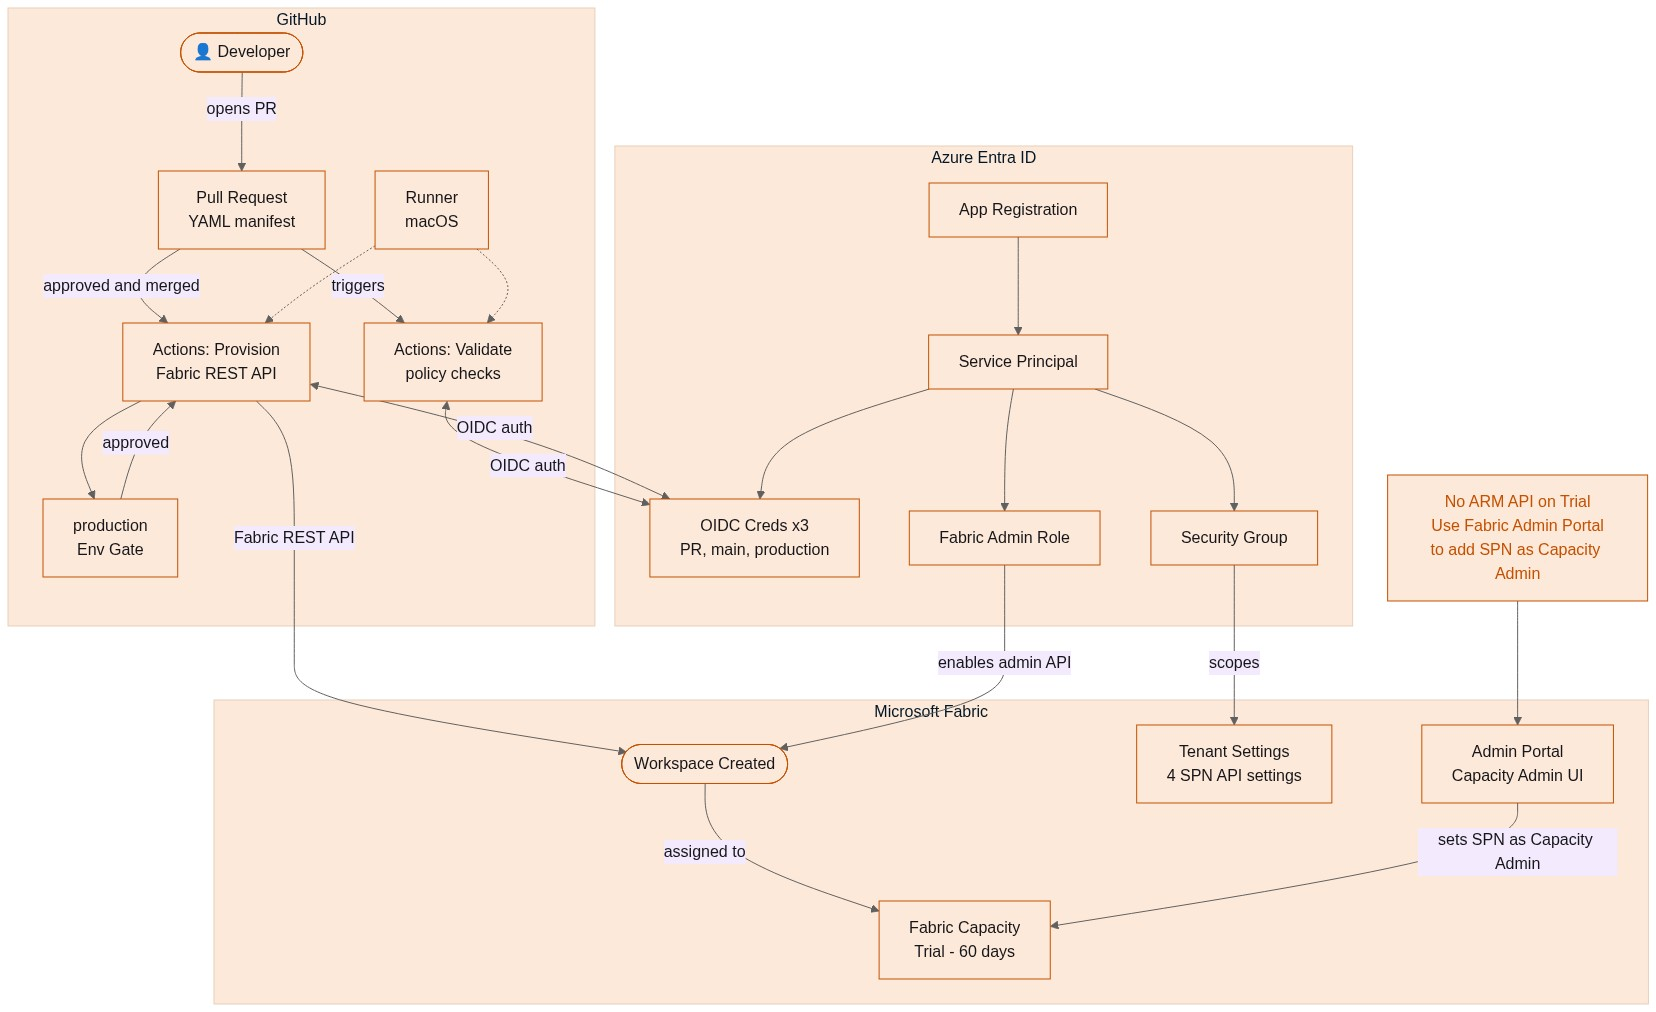 GitHub
👤 Developer
opens PR
Pull Request
YAML manifest
Runner
macOS
approved and merged
triggers
Actions: Provision
Fabric REST API
Actions: Validate
policy checks
approved
OIDC auth
OIDC auth
production
Env Gate
Fabric REST API
Azure Entra ID
App Registration
Service Principal
OIDC Creds x3
PR, main, production
Fabric Admin Role
Security Group
No ARM API on Trial
Use Fabric Admin Portal
to add SPN as Capacity
Admin
enables admin API
scopes
Microsoft Fabric
Workspace Created
Tenant Settings
4 SPN API settings
Admin Portal
Capacity Admin UI
assigned to
sets SPN as Capacity
Admin
Fabric Capacity
Trial - 60 days